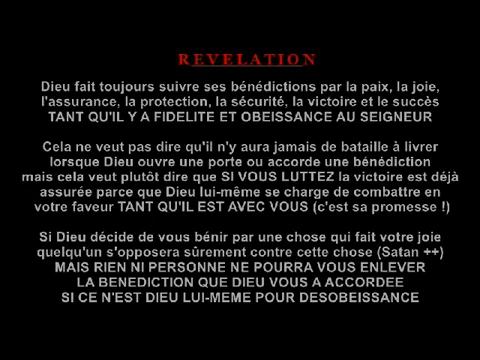 REVELATION
Dieu fait toujours suivre ses bénédictions par la paix, la joie,
l'assurance, la protection, la sécurité, la victoire et le succès
TANT QU'IL Y A FIDELITE ET OBEISSANCE AU SEIGNEUR
Cela ne veut pas dire qu'il n'y aura jamais de bataille à livrer
lorsque Dieu ouvre une porte ou accorde une bénédiction
mais cela veut plutôt dire que SI VOUS LUTTEZ la victoire est déjà
assurée parce que Dieu lui-même se charge de combattre en
votre faveur TANT QU'IL EST AVEC VOUS (c'est sa promesse !)
Si Dieu décide de vous bénir par une chose qui fait votre joie
quelqu'un s'opposera sûrement contre cette chose (Satan ++)
MAIS RIEN NI PERSONNE NE POURRA VOUS ENLEVER
LA BENEDICTION QUE DIEU VOUS A ACCORDEE
SI CE N'EST DIEU LUI-MEME POUR DESOBEISSANCE